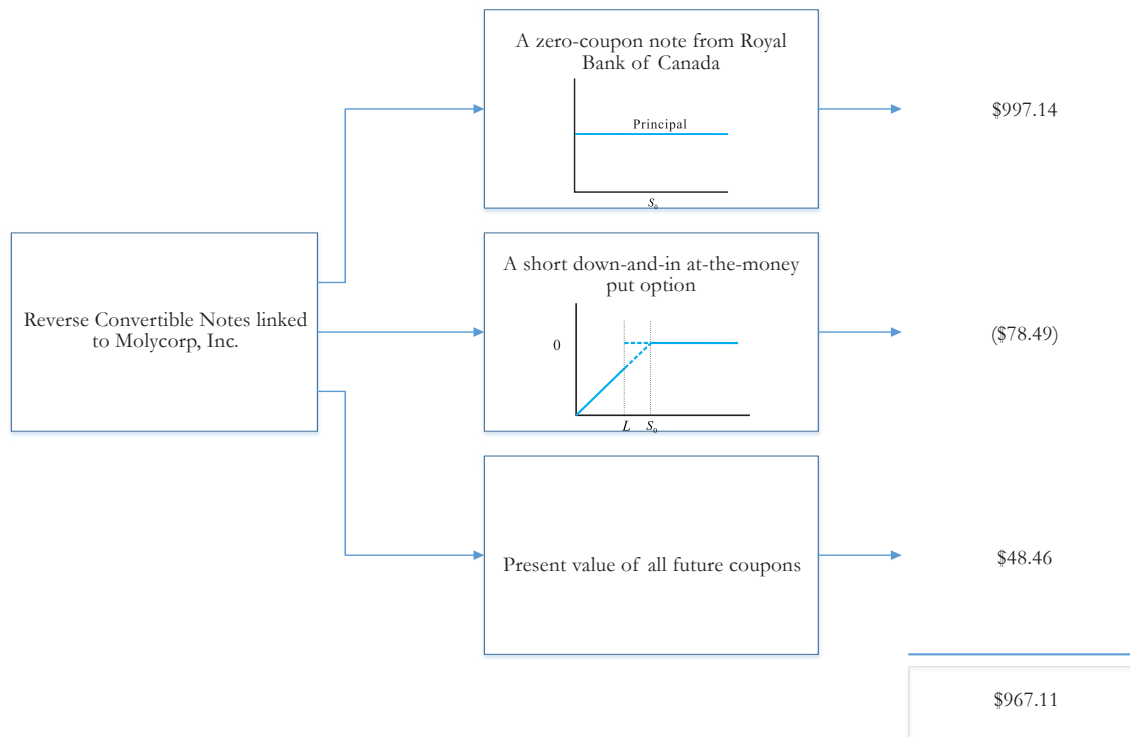 A zero-coupon note from Royal
Bank of Canada
Principal
S₀
$997.14
Reverse Convertible Notes linked
to Molycorp, Inc.
A short down-and-in at-the-money
put option
0
L S₀
($78.49)
Present value of all future coupons
$48.46
$967.11